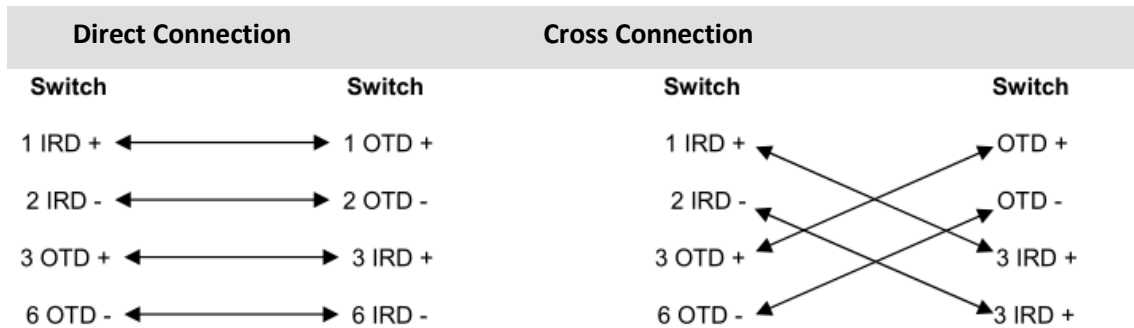 Direct Connection Cross Connection
Switch Switch Switch Switch
1 IRD + 1 OTD + 1 IRD + OTD +
2 IRD - 2 OTD - 2 IRD - OTD -
3 OTD + 3 IRD + 3 OTD + 3 IRD +
6 OTD - 6 IRD - 6 OTD - 3 IRD +